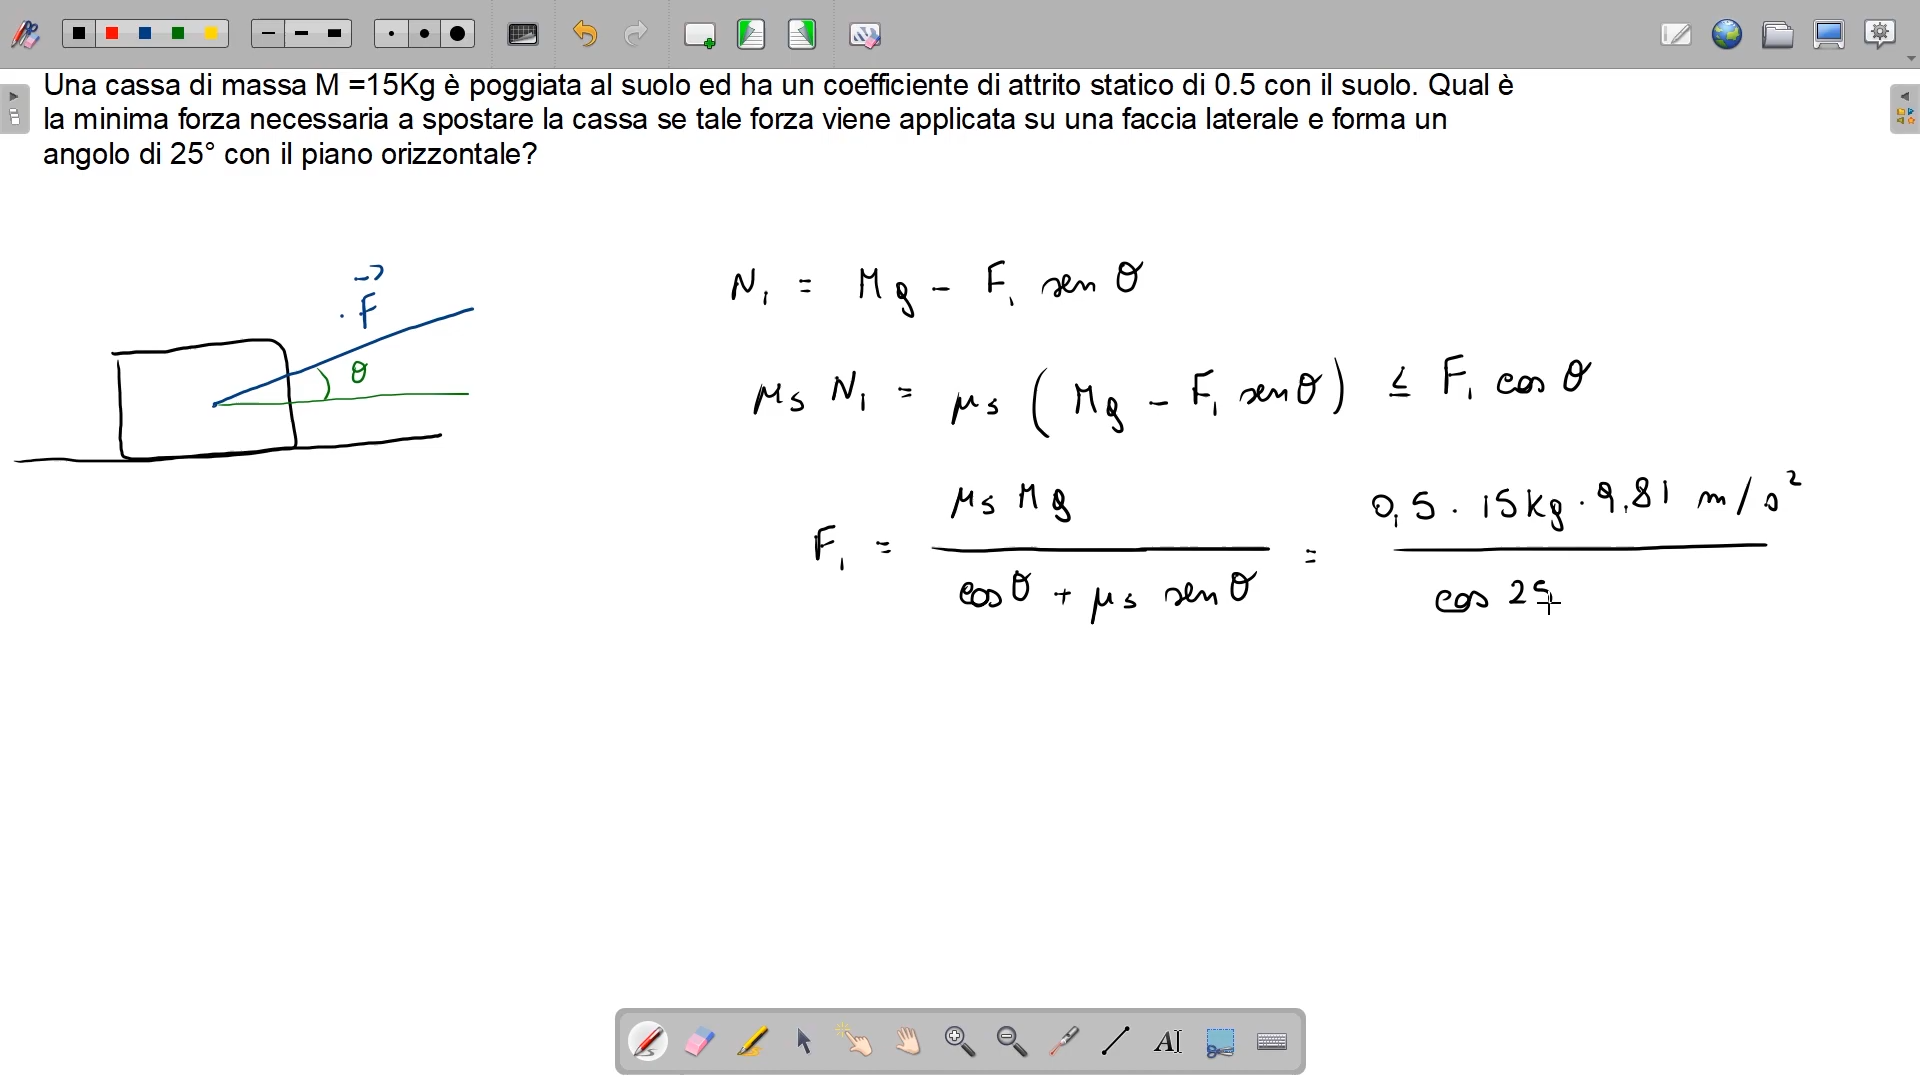 Una cassa di massa M =15Kg è poggiata al suolo ed ha un coefficiente di attrito statico di 0.5 con il suolo. Qual è
la minima forza necessaria a spostare la cassa se tale forza viene applicata su una faccia laterale e forma un
angolo di 25° con il piano orizzontale?
F
θ
N₁ = Mg - F₁ sen θ
μs N₁ = μs ( Mg - F₁ senθ ) ≤ F₁ cos θ
F₁ = μs Mg / cosθ + μs senθ = 0,5 · 15kg · 9.81 m/s² / cos 25
AI